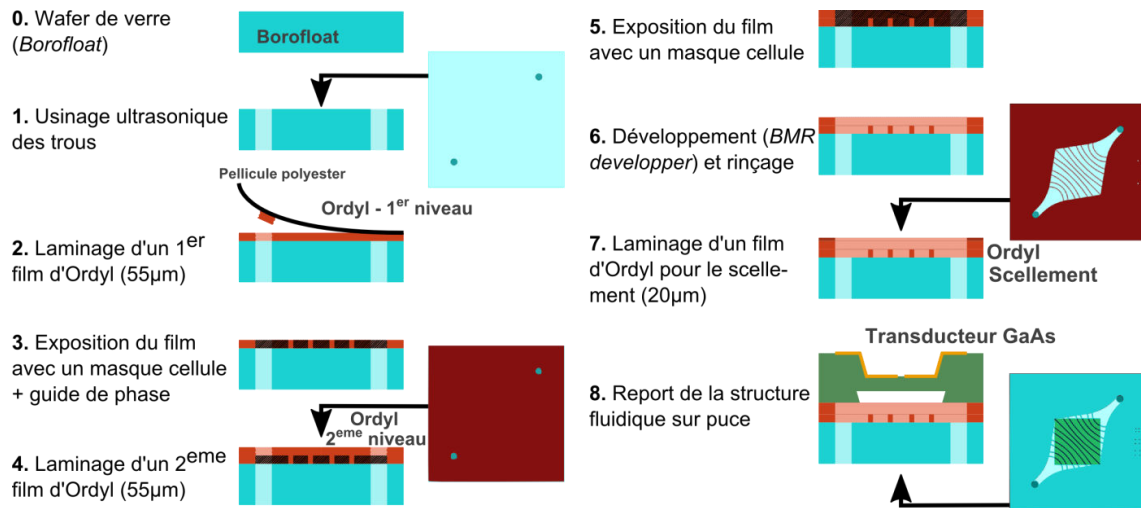 0. Wafer de verre
(Borofloat)
Borofloat
1. Usinage ultrasonique
des trous
Pellicule polyester
Ordyl - 1er niveau
2. Laminage d'un 1er
film d'Ordyl (55µm)
3. Exposition du film
avec un masque cellule
+ guide de phase
Ordyl
2eme niveau
4. Laminage d'un 2eme
film d'Ordyl (55µm)
5. Exposition du film
avec un masque cellule
6. Développement (BMR
developper) et rinçage
7. Laminage d'un film
d'Ordyl pour le scelle-
ment (20µm)
Ordyl
Scellement
Transducteur GaAs
8. Report de la structure
fluidique sur puce